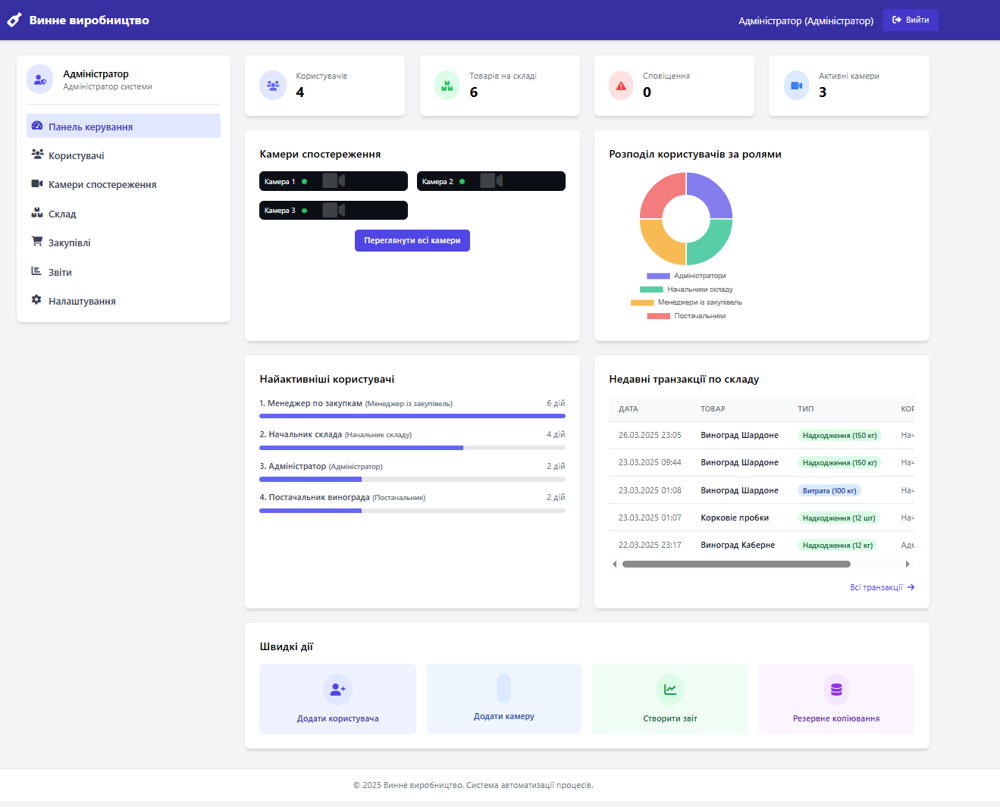 Винне виробництво
Адміністратор (Адміністратор)
Вийти
Адміністратор
Адміністратор системи
Панель керування
Користувачі
Камери спостереження
Склад
Закупівлі
Звіти
Налаштування
Користувачів
4
Товарів на складі
6
Сповіщення
0
Активні камери
3
Камери спостереження
Камера 1
Камера 2
Камера 3
Переглянути всі камери
Розподіл користувачів за ролями
Адміністратори
Начальники складу
Менеджери із закупівель
Постачальники
Найактивніші користувачі
1. Менеджер по закупкам (Менеджер із закупівель) 6 дій
2. Начальник склада (Начальник складу) 4 дій
3. Адміністратор (Адміністратор) 2 дій
4. Постачальник винограда (Постачальник) 2 дій
Недавні транзакції по складу
ДАТА ТОВАР ТИП КОР
26.03.2025 23:05 Виноград Шардоне Надходження (150 кг) Нач
23.03.2025 09:44 Виноград Шардоне Надходження (150 кг) Нач
23.03.2025 01:08 Виноград Шардоне Витрата (100 кг) Нач
23.03.2025 01:07 Корковіе пробки Надходження (12 шт) Нач
22.03.2025 23:17 Виноград Каберне Надходження (12 кг) Адм
Всі транзакції
Швидкі дії
Додати користувача
Додати камеру
Створити звіт
Резервне копіювання
© 2025 Винне виробництво. Система автоматизації процесів.